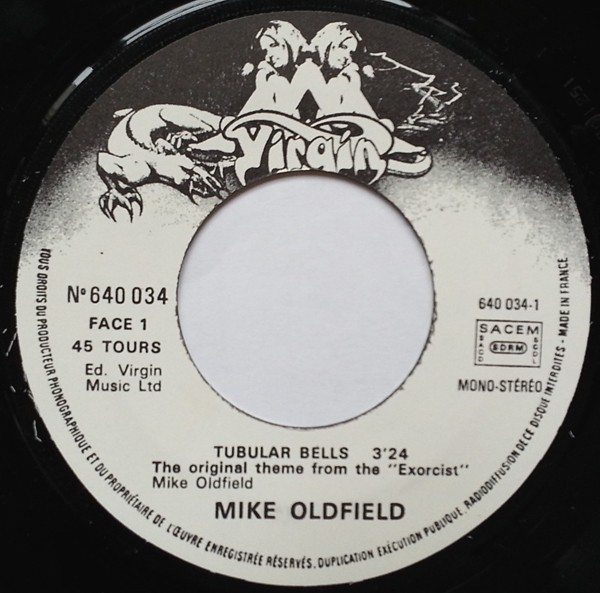 Virgin
N° 640 034
FACE 1
45 TOURS
Ed. Virgin
Music Ltd
640 034-1
SACEM
SACD
SDRM
SGDL
MONO-STÉRÉO
TUBULAR BELLS 3'24
The original theme from the "Exorcist"
Mike Oldfield
MIKE OLDFIELD
TOUS DROITS DU PRODUCTEUR PHONOGRAPHIQUE ET DU PROPRIÉTAIRE DE L'ŒUVRE ENREGISTRÉE RÉSERVÉS. DUPLICATION EXÉCUTION PUBLIQUE, RADIODIFFUSION DE CE DISQUE INTERDITES - MADE IN FRANCE